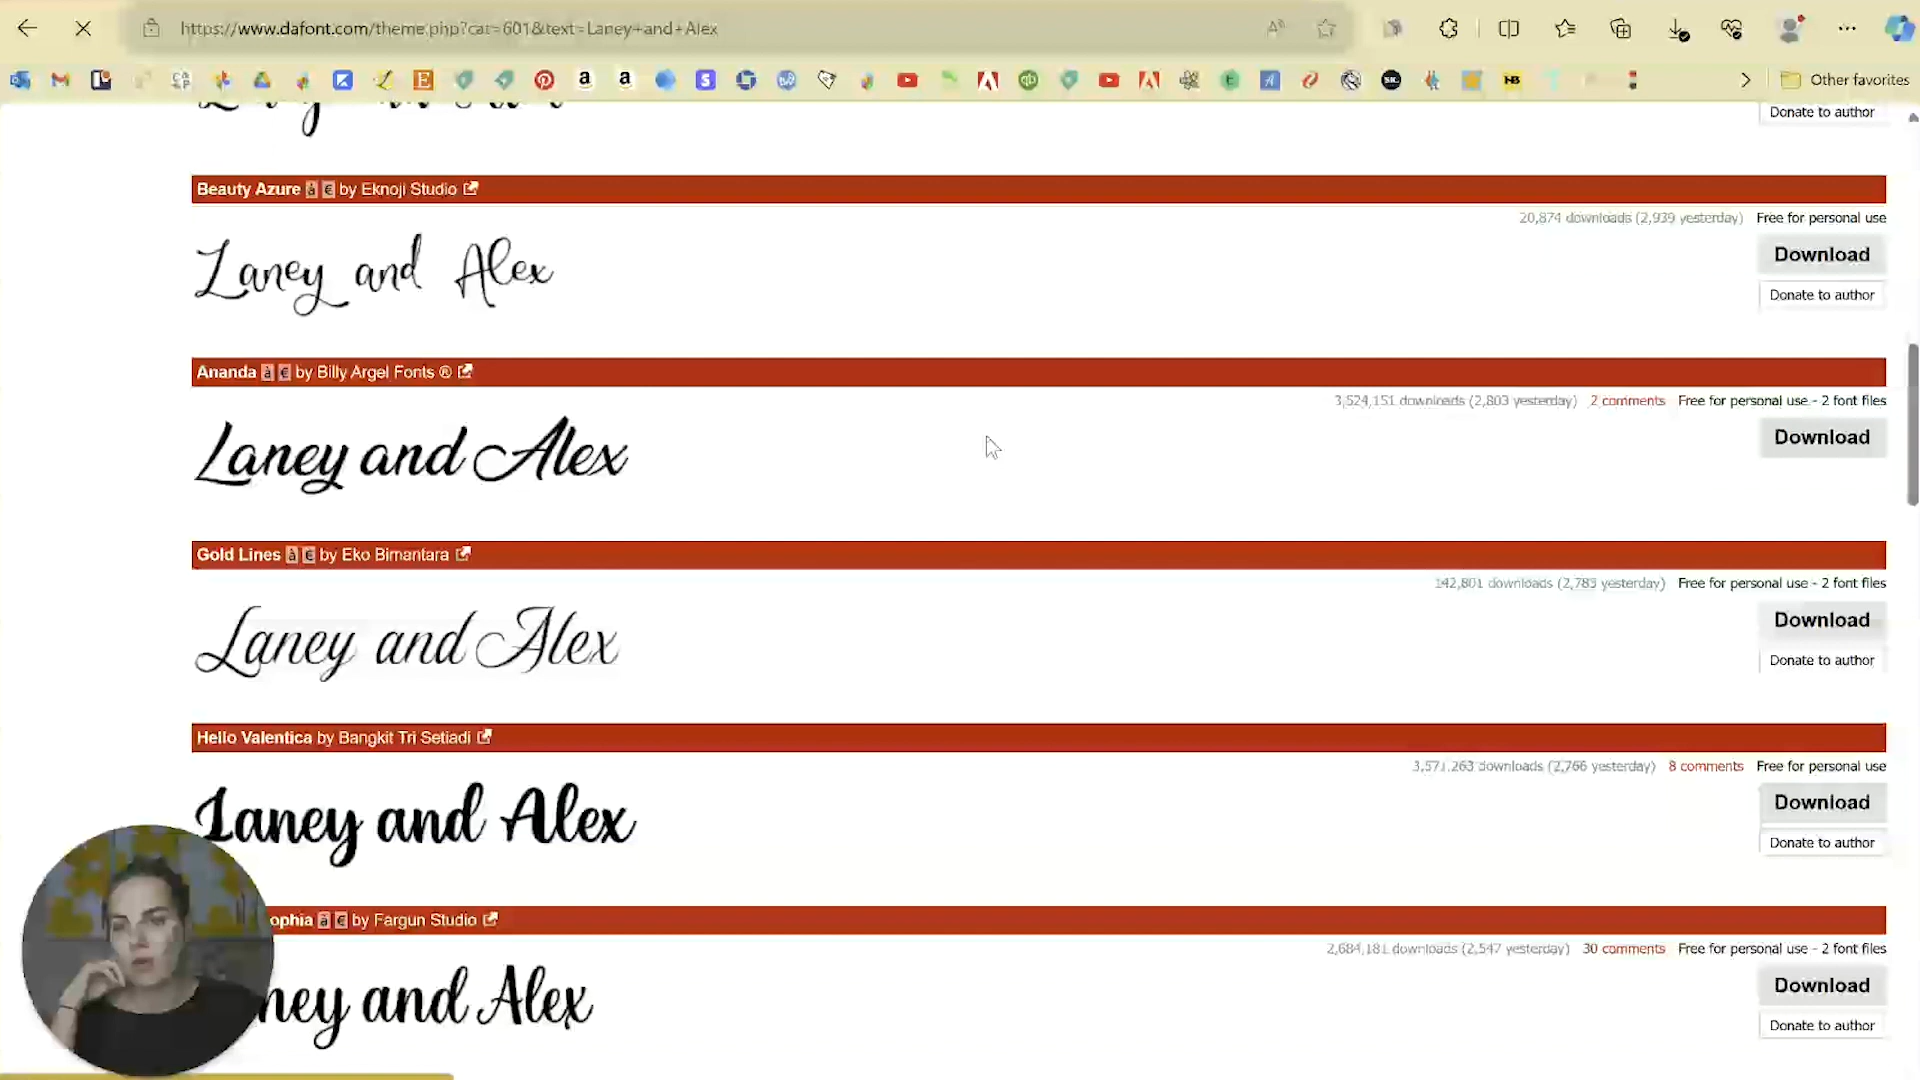 https://www.dafont.com/theme.php?cat=601&text=Laney+and+Alex
Other favorites
Donate to author
Beauty Azure à € by Eknoji Studio
20,874 downloads (2,939 yesterday) Free for personal use
Laney and Alex
Download
Donate to author
Ananda à € by Billy Argel Fonts ®
3,524,151 downloads (2,803 yesterday) 2 comments Free for personal use - 2 font files
Laney and Alex
Download
Gold Lines à € by Eko Bimantara
142,801 downloads (2,783 yesterday) Free for personal use - 2 font files
Laney and Alex
Download
Donate to author
Hello Valentica by Bangkit Tri Setiadi
3,571,263 downloads (2,766 yesterday) 8 comments Free for personal use
Laney and Alex
Download
Donate to author
ophia à € by Fargun Studio
2,684,181 downloads (2,547 yesterday) 30 comments Free for personal use - 2 font files
ney and Alex
Download
Donate to author